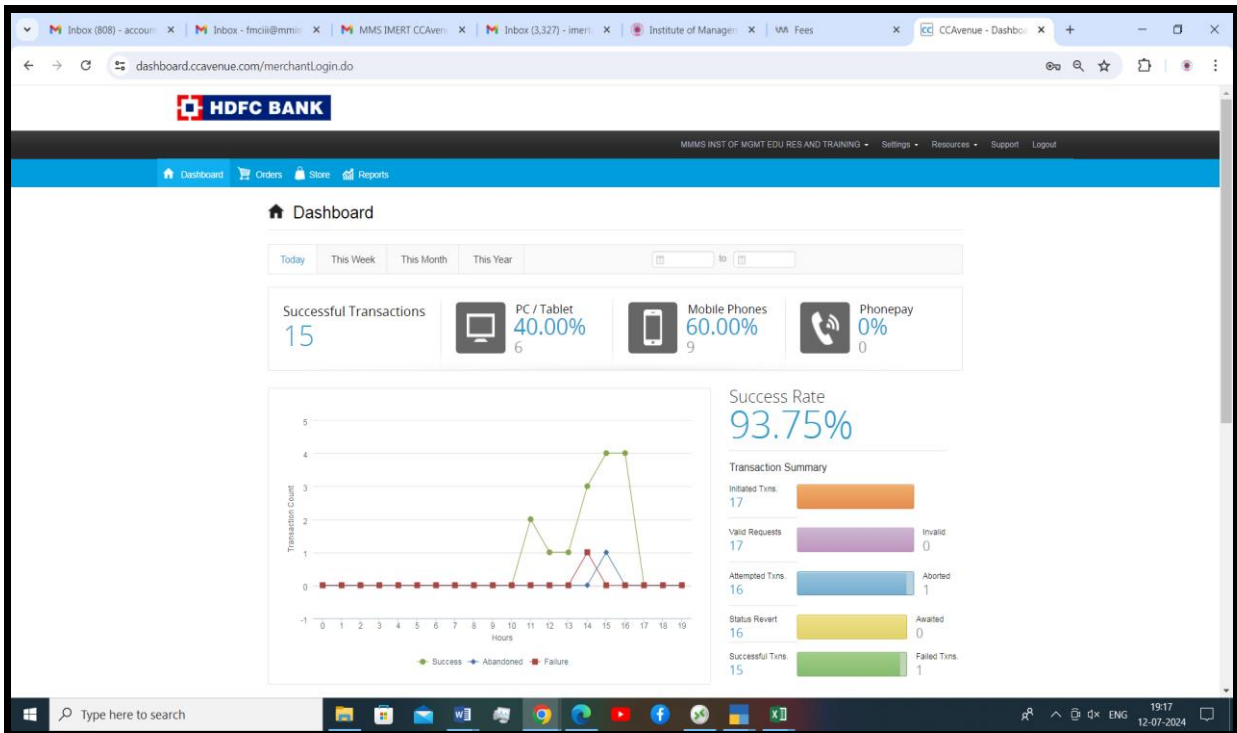 Inbox (808) - accoun
Inbox - fmciii@mmi
MMS IMERT CCAven
Inbox (3,327) - imert
Institute of Manager
Fees
CCAvenue - Dashbo
dashboard.ccavenue.com/merchantLogin.do
HDFC BANK
MMMS INST OF MGMT EDU RES AND TRAINING Settings Resources Support Logout
Dashboard Orders Store Reports
Dashboard
Today This Week This Month This Year to
Successful Transactions
15
PC / Tablet
40.00%
6
Mobile Phones
60.00%
9
Phonepay
0%
0
Transaction Count
5
4
3
2
1
0
-1
0 1 2 3 4 5 6 7 8 9 10 11 12 13 14 15 16 17 18 19
Hours
Success Abandoned Failure
Success Rate
93.75%
Transaction Summary
Initiated Txns.
17
Valid Requests Invalid
17 0
Attempted Txns. Aborted
16 1
Status Revert Awaited
16 0
Successful Txns. Failed Txns.
15 1
Type here to search
ENG
19:17
12-07-2024